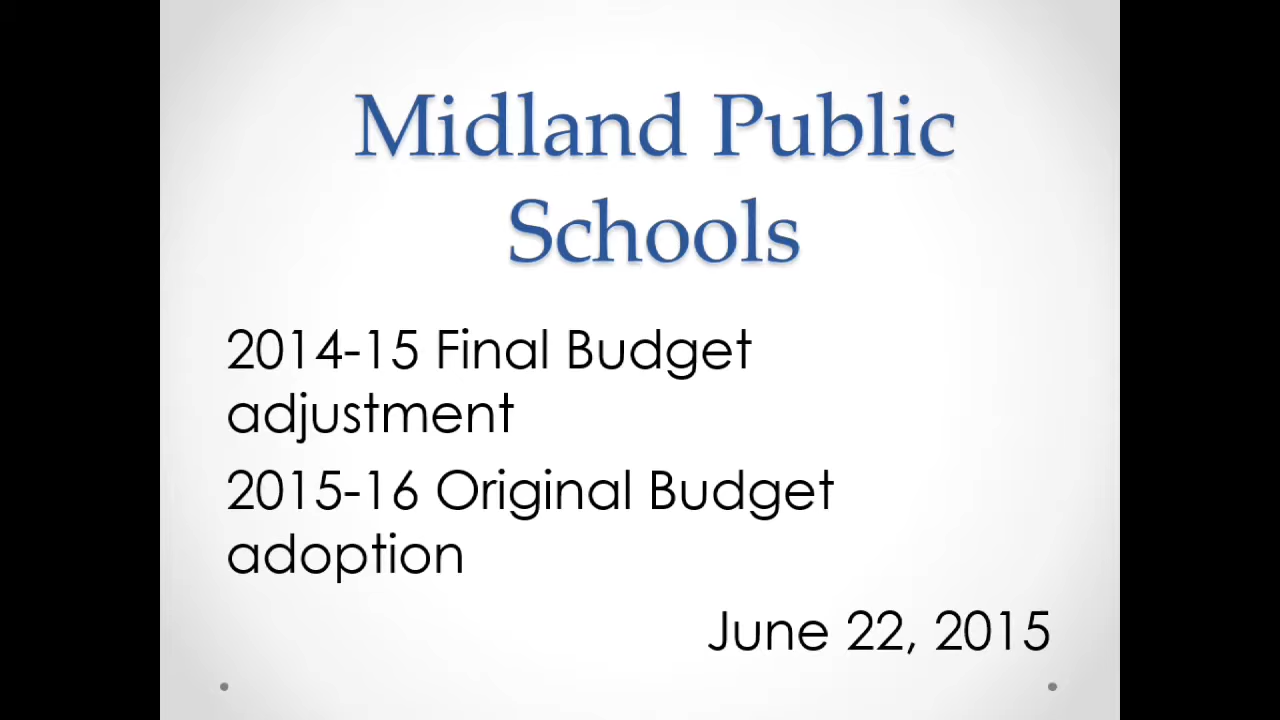 Midland Public
Schools
2014-15 Final Budget
adjustment
2015-16 Original Budget
adoption
June 22, 2015